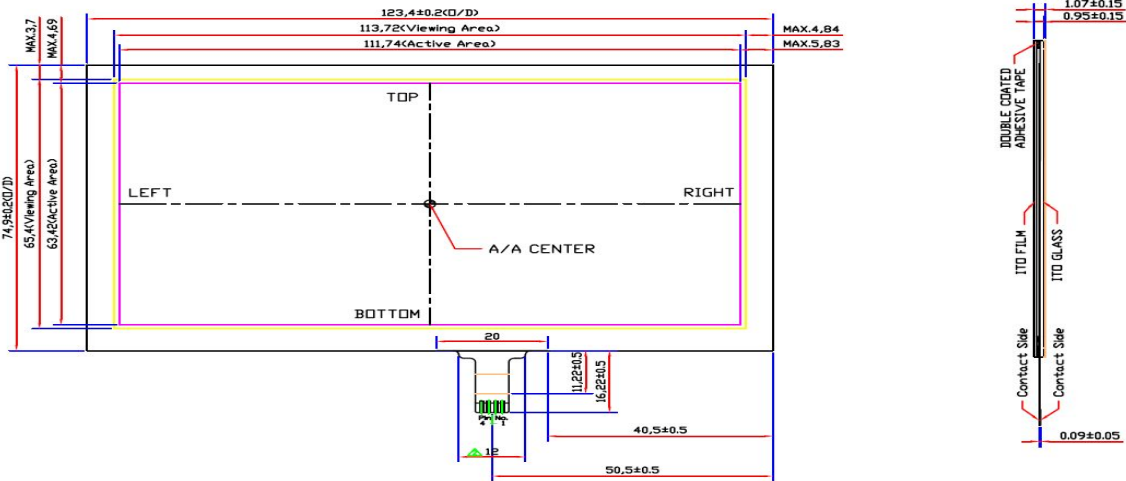 123,4±0.2(O/D)
113,72(Viewing Area)
MAX.4,84
111,74(Active Area)
MAX.5,83
MAX.3,7
MAX.4,69
74,9±0.2(O/D)
65,4(Viewing Area)
63,42(Active Area)
TOP
LEFT
RIGHT
A/A CENTER
BOTTOM
20
11,22±0.5
16,22±0.5
Pin No.
4 1
12
40,5±0.5
50,5±0.5
1.07±0.15
0.95±0.15
DOUBLE COATED
ADHESIVE TAPE
ITO FILM
ITO GLASS
Contact Side
Contact Side
0.09±0.05